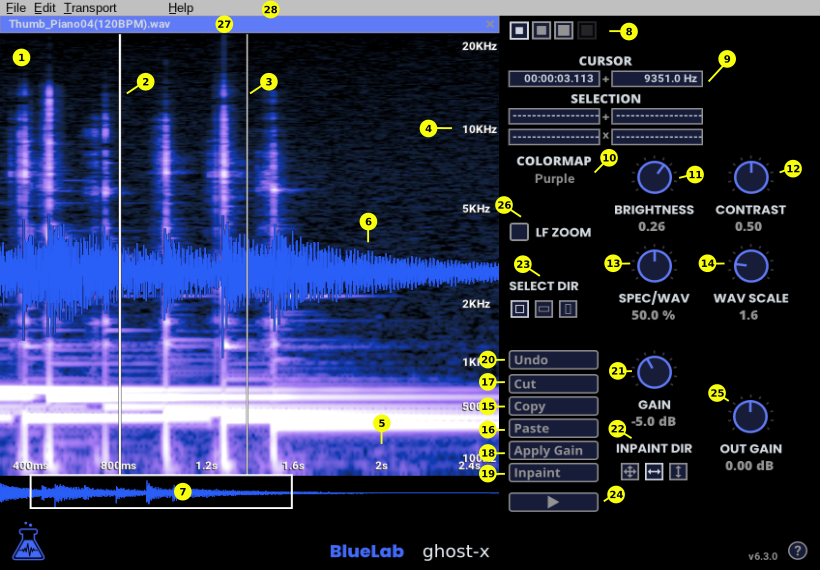 File Edit Transport Help 28
Thumb_Piano04(120BPM).wav 27 ×
1
2
3
4
5
6
7
20KHz
10KHz
5KHz
2KHz
1K
500
100
400ms 800ms 1.2s 1.6s 2s 2.4s
8
CURSOR 9
00:00:03.113 + 9351.0 Hz
SELECTION
--------------- + ---------------
--------------- x ---------------
COLORMAP 10
Purple
11
BRIGHTNESS
0.26
12
CONTRAST
0.50
26
LF ZOOM
23
SELECT DIR
13
SPEC/WAV
50.0 %
14
WAV SCALE
1.6
20 Undo
17 Cut
15 Copy
16 Paste
18 Apply Gain
19 Inpaint
21
GAIN
-5.0 dB
22
INPAINT DIR
25
OUT GAIN
0.00 dB
24
BlueLab ghost-x
v6.3.0 ?